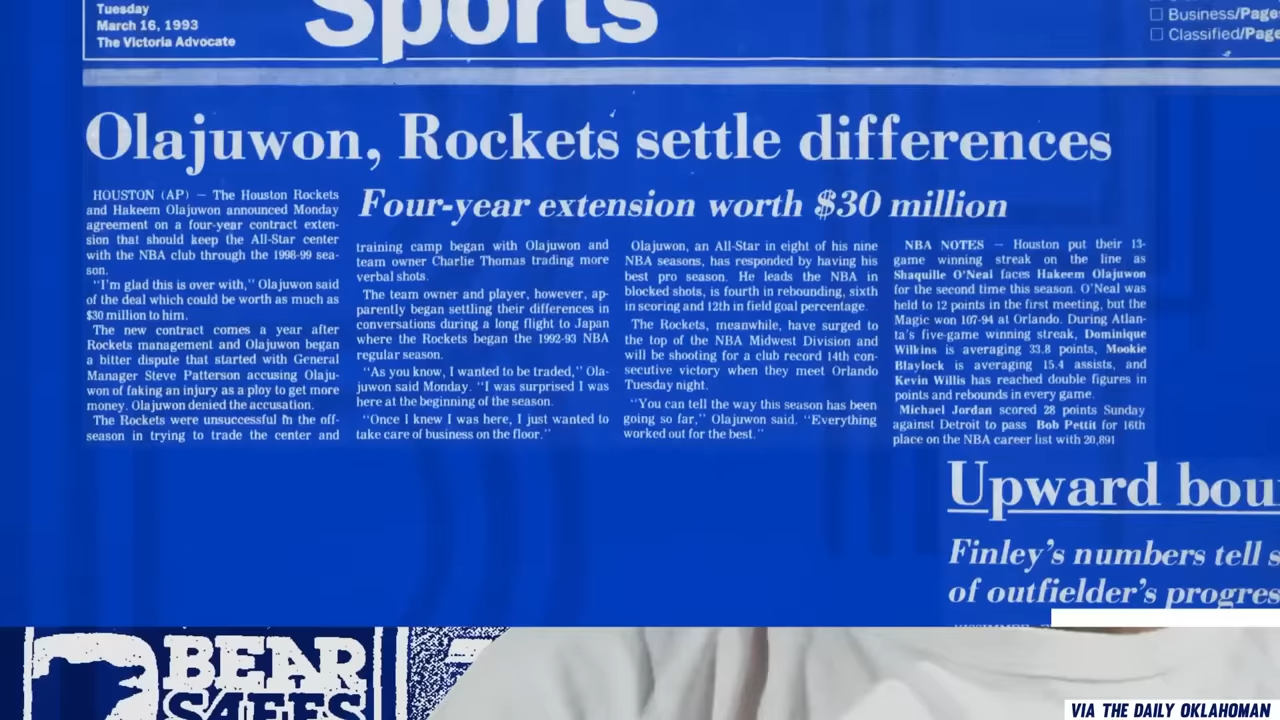 Tuesday
March 16, 1993
The Victoria Advocate
Sports
☐ Business/Page
☐ Classified/Page
Olajuwon, Rockets settle differences
Four-year extension worth $30 million
HOUSTON (AP) — The Houston Rockets
and Hakeem Olajuwon announced Monday
agreement on a four-year contract exten-
sion that should keep the All-Star center
with the NBA club through the 1998-99 sea-
son.
"I'm glad this is over with," Olajuwon said
of the deal which could be worth as much as
$30 million to him.
The new contract comes a year after
Rockets management and Olajuwon began
a bitter dispute that started with General
Manager Steve Patterson accusing Olaju-
won of faking an injury as a ploy to get more
money. Olajuwon denied the accusation.
The Rockets were unsuccessful in the off-
season in trying to trade the center and
training camp began with Olajuwon and
team owner Charlie Thomas trading more
verbal shots.
The team owner and player, however, ap-
parently began settling their differences in
conversations during a long flight to Japan
where the Rockets began the 1992-93 NBA
regular season.
"As you know, I wanted to be traded," Ola-
juwon said Monday. "I was surprised I was
here at the beginning of the season.
"Once I knew I was here, I just wanted to
take care of business on the floor."
Olajuwon, an All-Star in eight of his nine
NBA seasons, has responded by having his
best pro season. He leads the NBA in
blocked shots, is fourth in rebounding, sixth
in scoring and 12th in field goal percentage.
The Rockets, meanwhile, have surged to
the top of the NBA Midwest Division and
will be shooting for a club record 14th con-
secutive victory when they meet Orlando
Tuesday night.
"You can tell the way this season has been
going so far," Olajuwon said. "Everything
worked out for the best."
NBA NOTES — Houston put their 13-
game winning streak on the line as
Shaquille O'Neal faces Hakeem Olajuwon
for the second time this season. O'Neal was
held to 12 points in the first meeting, but the
Magic won 107-94 at Orlando. During Atlan-
ta's five-game winning streak, Dominique
Wilkins is averaging 33.8 points, Mookie
Blaylock is averaging 15.4 assists, and
Kevin Willis has reached double figures in
points and rebounds in every game.
Michael Jordan scored 28 points Sunday
against Detroit to pass Bob Pettit for 16th
place on the NBA career list with 20,891
Upward bou
Finley's numbers tell s
of outfielder's progres
BEAR
SAFES
VIA THE DAILY OKLAHOMAN